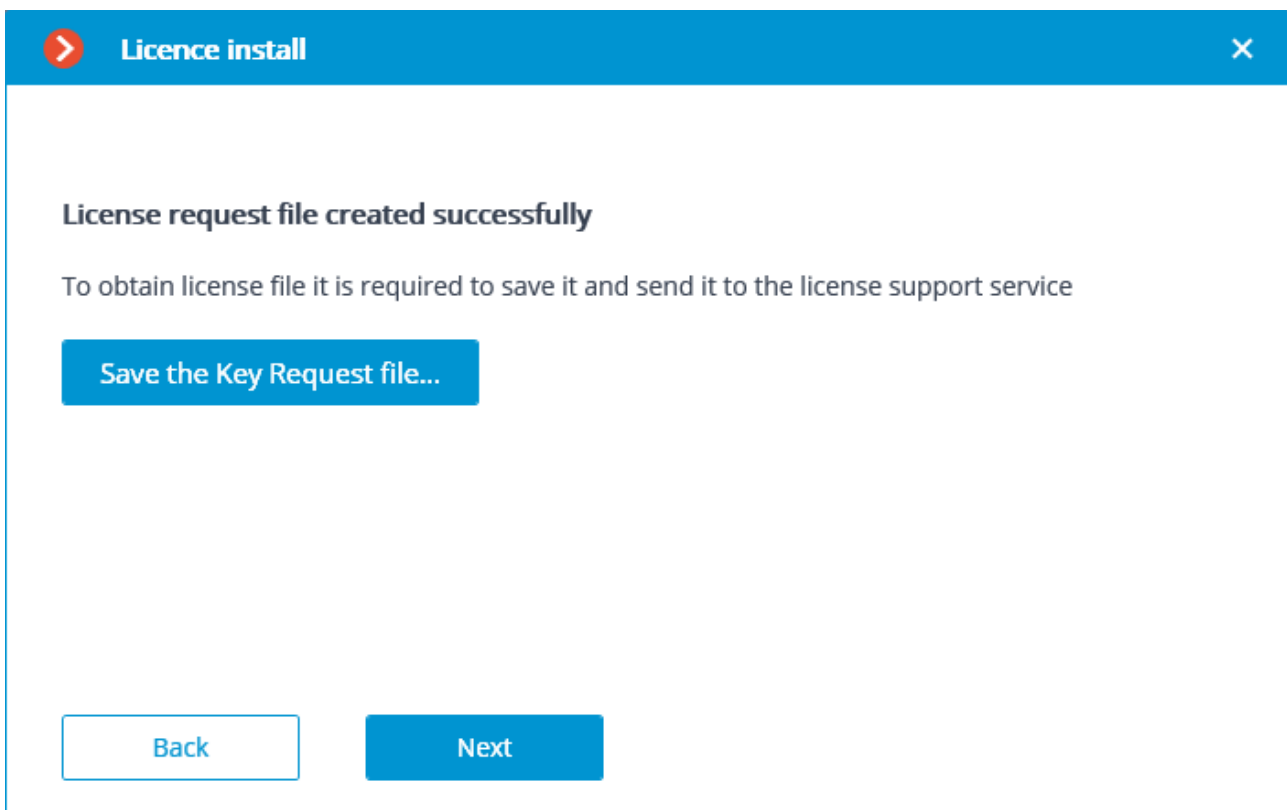 Licence install
License request file created successfully
To obtain license file it is required to save it and send it to the license support service
Save the Key Request file...
Back
Next